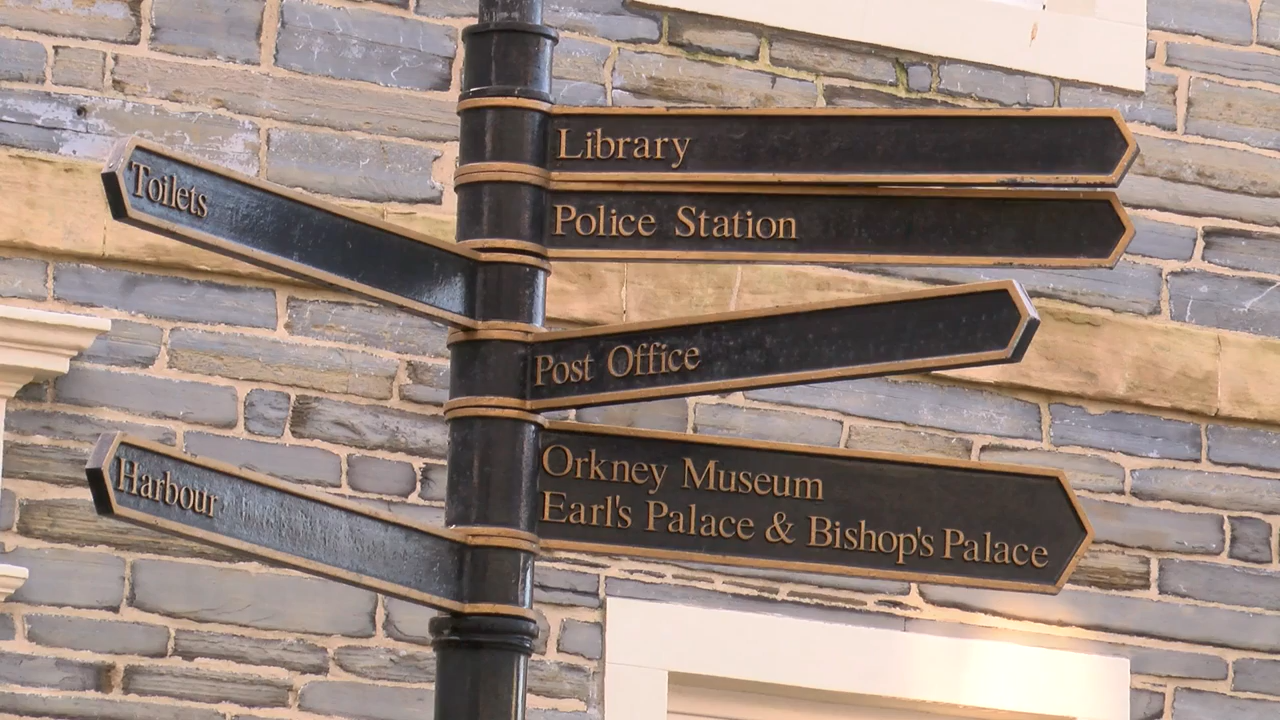 Library
Toilets
Police Station
Post Office
Orkney Museum
Earl's Palace & Bishop's Palace
Harbour